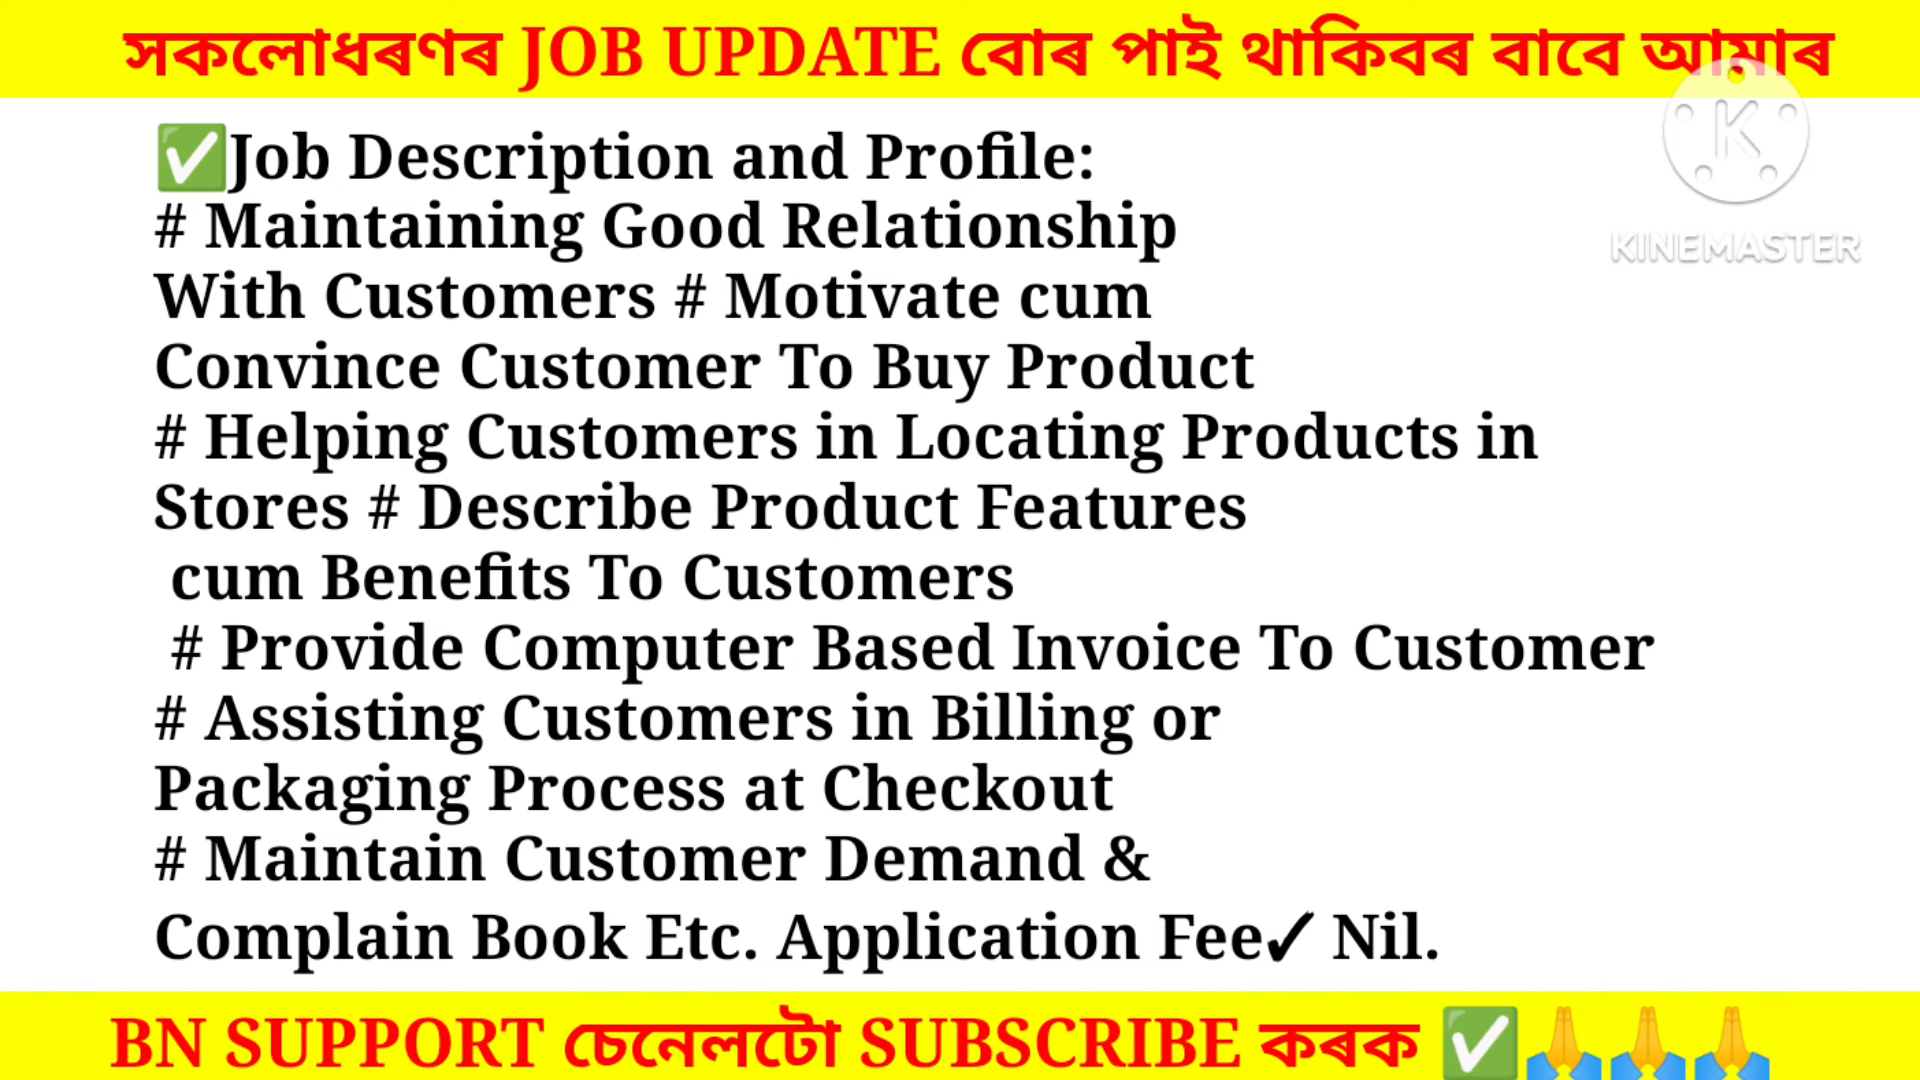 সকলোধৰণৰ JOB UPDATE বোৰ পাই থাকিবৰ বাবে আমাৰ
✅Job Description and Profile:
# Maintaining Good Relationship
With Customers # Motivate cum
Convince Customer To Buy Product
# Helping Customers in Locating Products in
Stores # Describe Product Features
cum Benefits To Customers
# Provide Computer Based Invoice To Customer
# Assisting Customers in Billing or
Packaging Process at Checkout
# Maintain Customer Demand &
Complain Book Etc. Application Fee✓ Nil.
K
KINEMASTER
BN SUPPORT চেনেলটো SUBSCRIBE কৰক ✅🙏🙏🙏